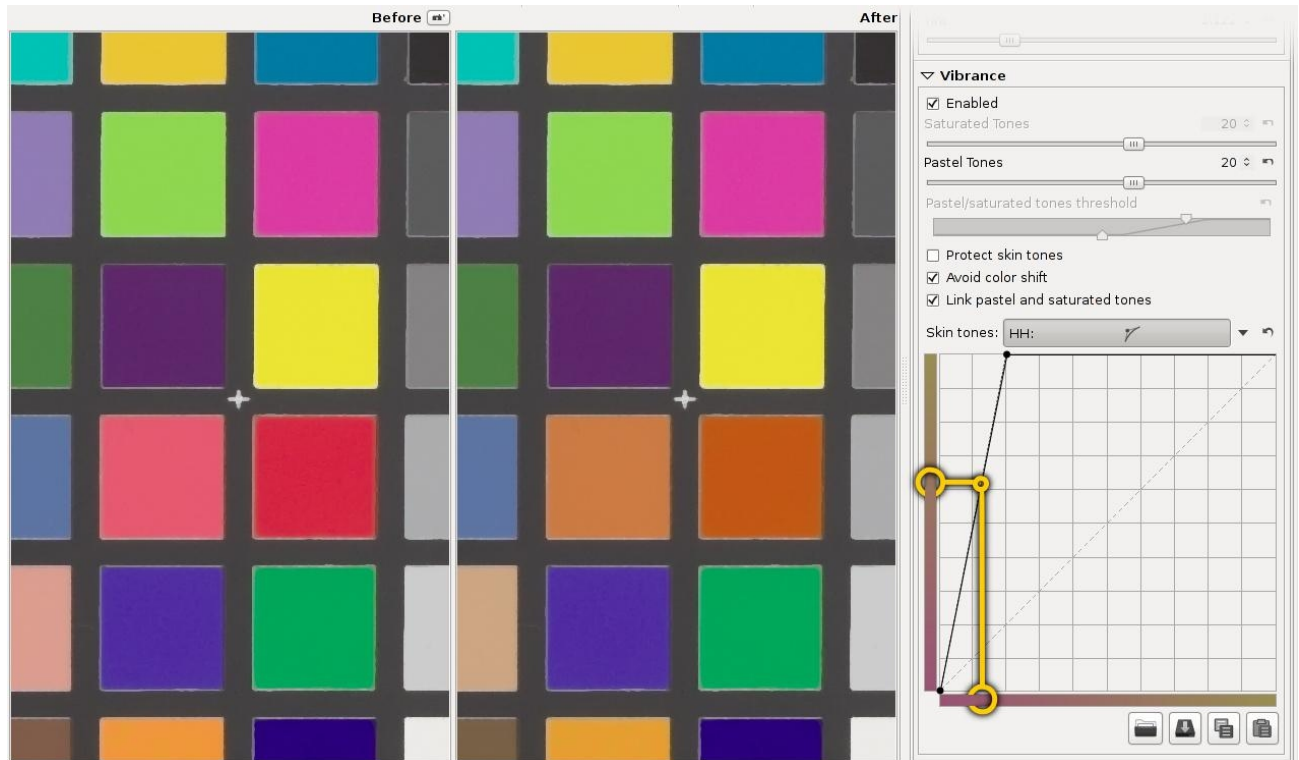 Before
After
Vibrance
Enabled
Saturated Tones 20
Pastel Tones 20
Pastel/saturated tones threshold
Protect skin tones
Avoid color shift
Link pastel and saturated tones
Skin tones: HH: